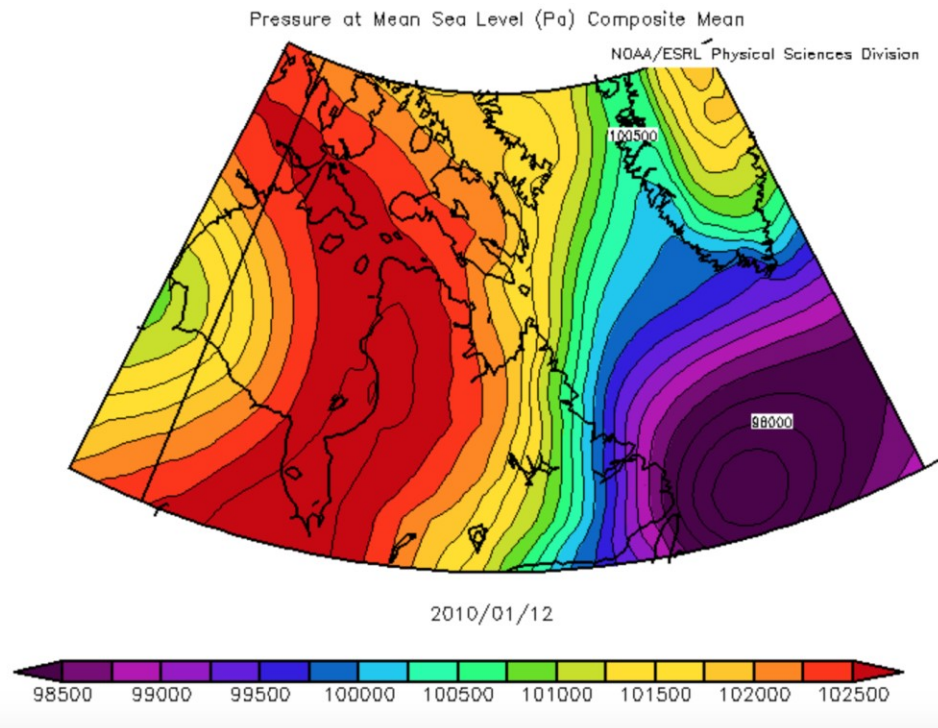 Pressure at Mean Sea Level (Pa) Composite Mean
NOAA/ESRL Physical Sciences Division
100500
98000
2010/01/12
98500 99000 99500 100000 100500 101000 101500 102000 102500